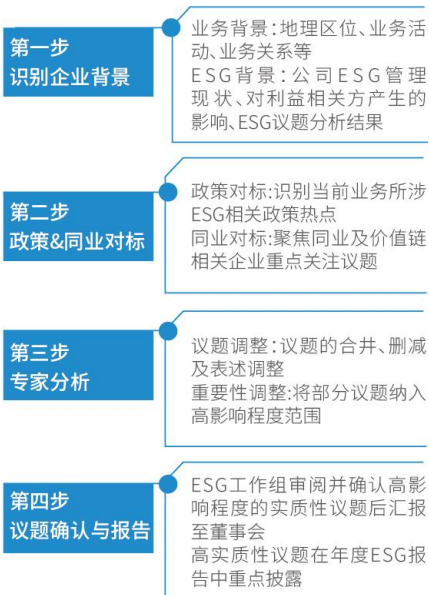 第一步
识别企业背景
业务背景:地理区位、业务活
动、业务关系等
ESG背景:公司ESG管理
现状、对利益相关方产生的
影响、ESG议题分析结果
第二步
政策&同业对标
政策对标:识别当前业务所涉
ESG相关政策热点
同业对标:聚焦同业及价值链
相关企业重点关注议题
第三步
专家分析
议题调整:议题的合并、删减
及表述调整
重要性调整:将部分议题纳入
高影响程度范围
第四步
议题确认与报告
ESG工作组审阅并确认高影
响程度的实质性议题后汇报
至董事会
高实质性议题在年度ESG报
告中重点披露